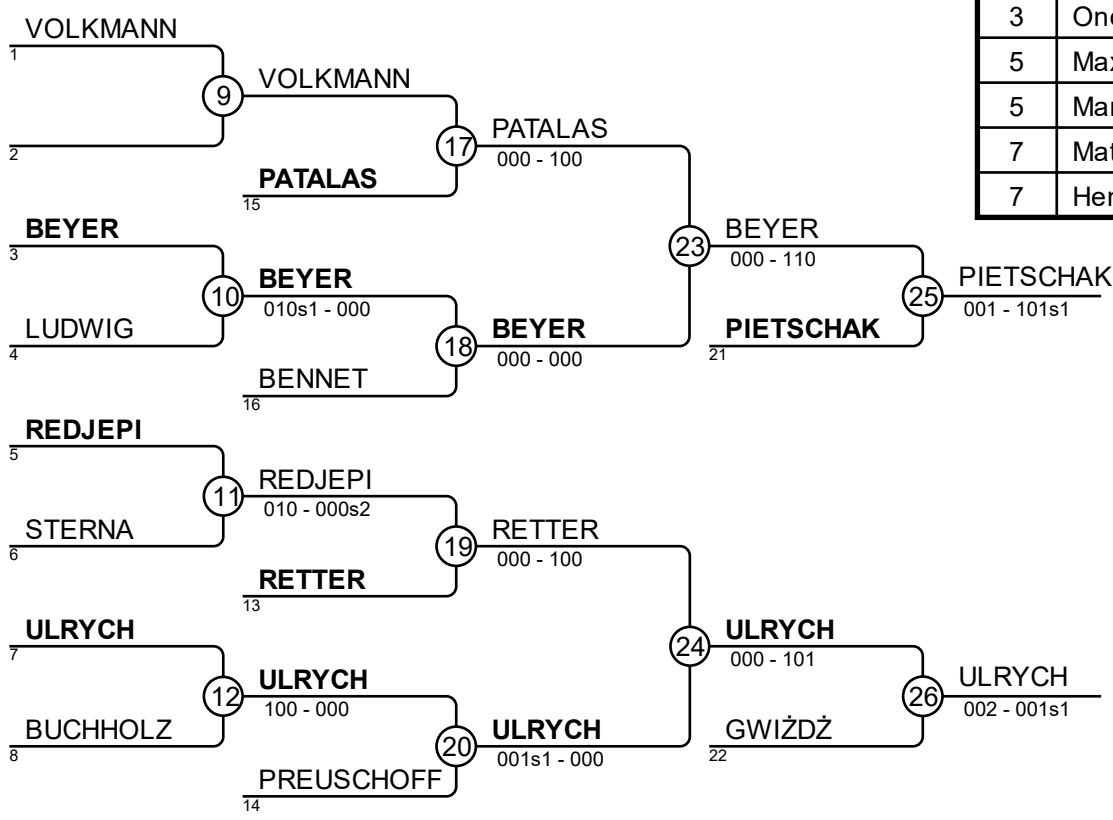 VOLKMANN
1
9
VOLKMANN
2
17
PATALAS
000 - 100
PATALAS
15
BEYER
3
10
BEYER
010s1 - 000
LUDWIG
4
18
BEYER
000 - 000
BENNET
16
23
BEYER
000 - 110
25
PIETSCHAK
001 - 101s1
PIETSCHAK
21
REDJEPI
5
11
REDJEPI
010 - 000s2
STERNA
6
19
RETTER
000 - 100
RETTER
13
ULRYCH
7
12
ULRYCH
100 - 000
BUCHHOLZ
8
20
ULRYCH
001s1 - 000
PREUSCHOFF
14
24
ULRYCH
000 - 101
26
ULRYCH
002 - 001s1
GWIŻDŻ
22
3
5
5
7
7